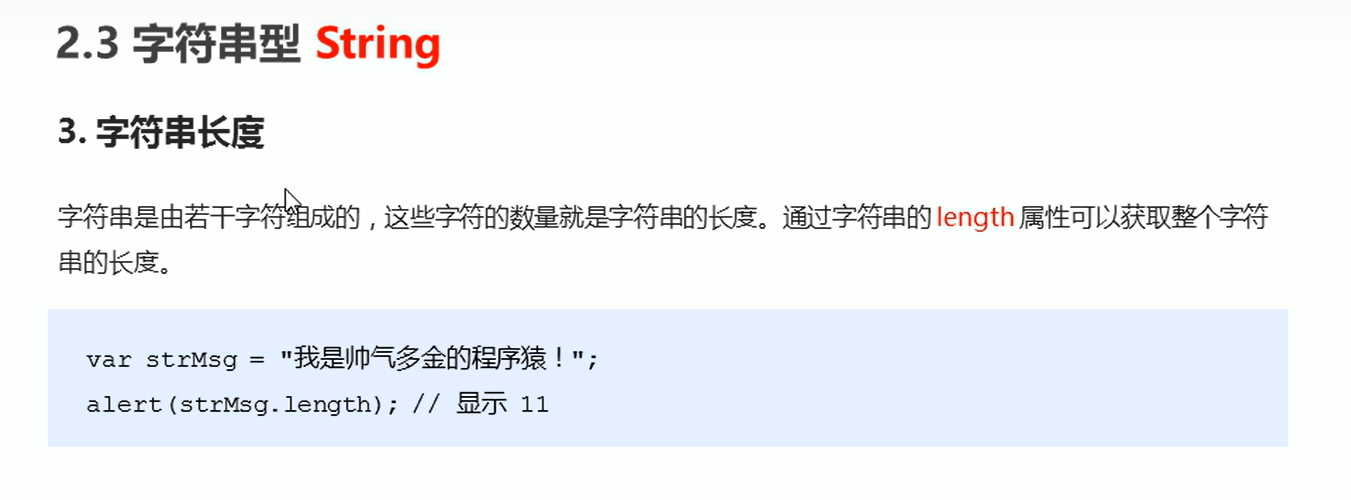 2.3 字符串型 String
3. 字符串长度
字符串是由若干字符组成的，这些字符的数量就是字符串的长度。通过字符串的 length 属性可以获取整个字符
串的长度。
var strMsg = "我是帅气多金的程序猿！";
alert(strMsg.length); // 显示 11